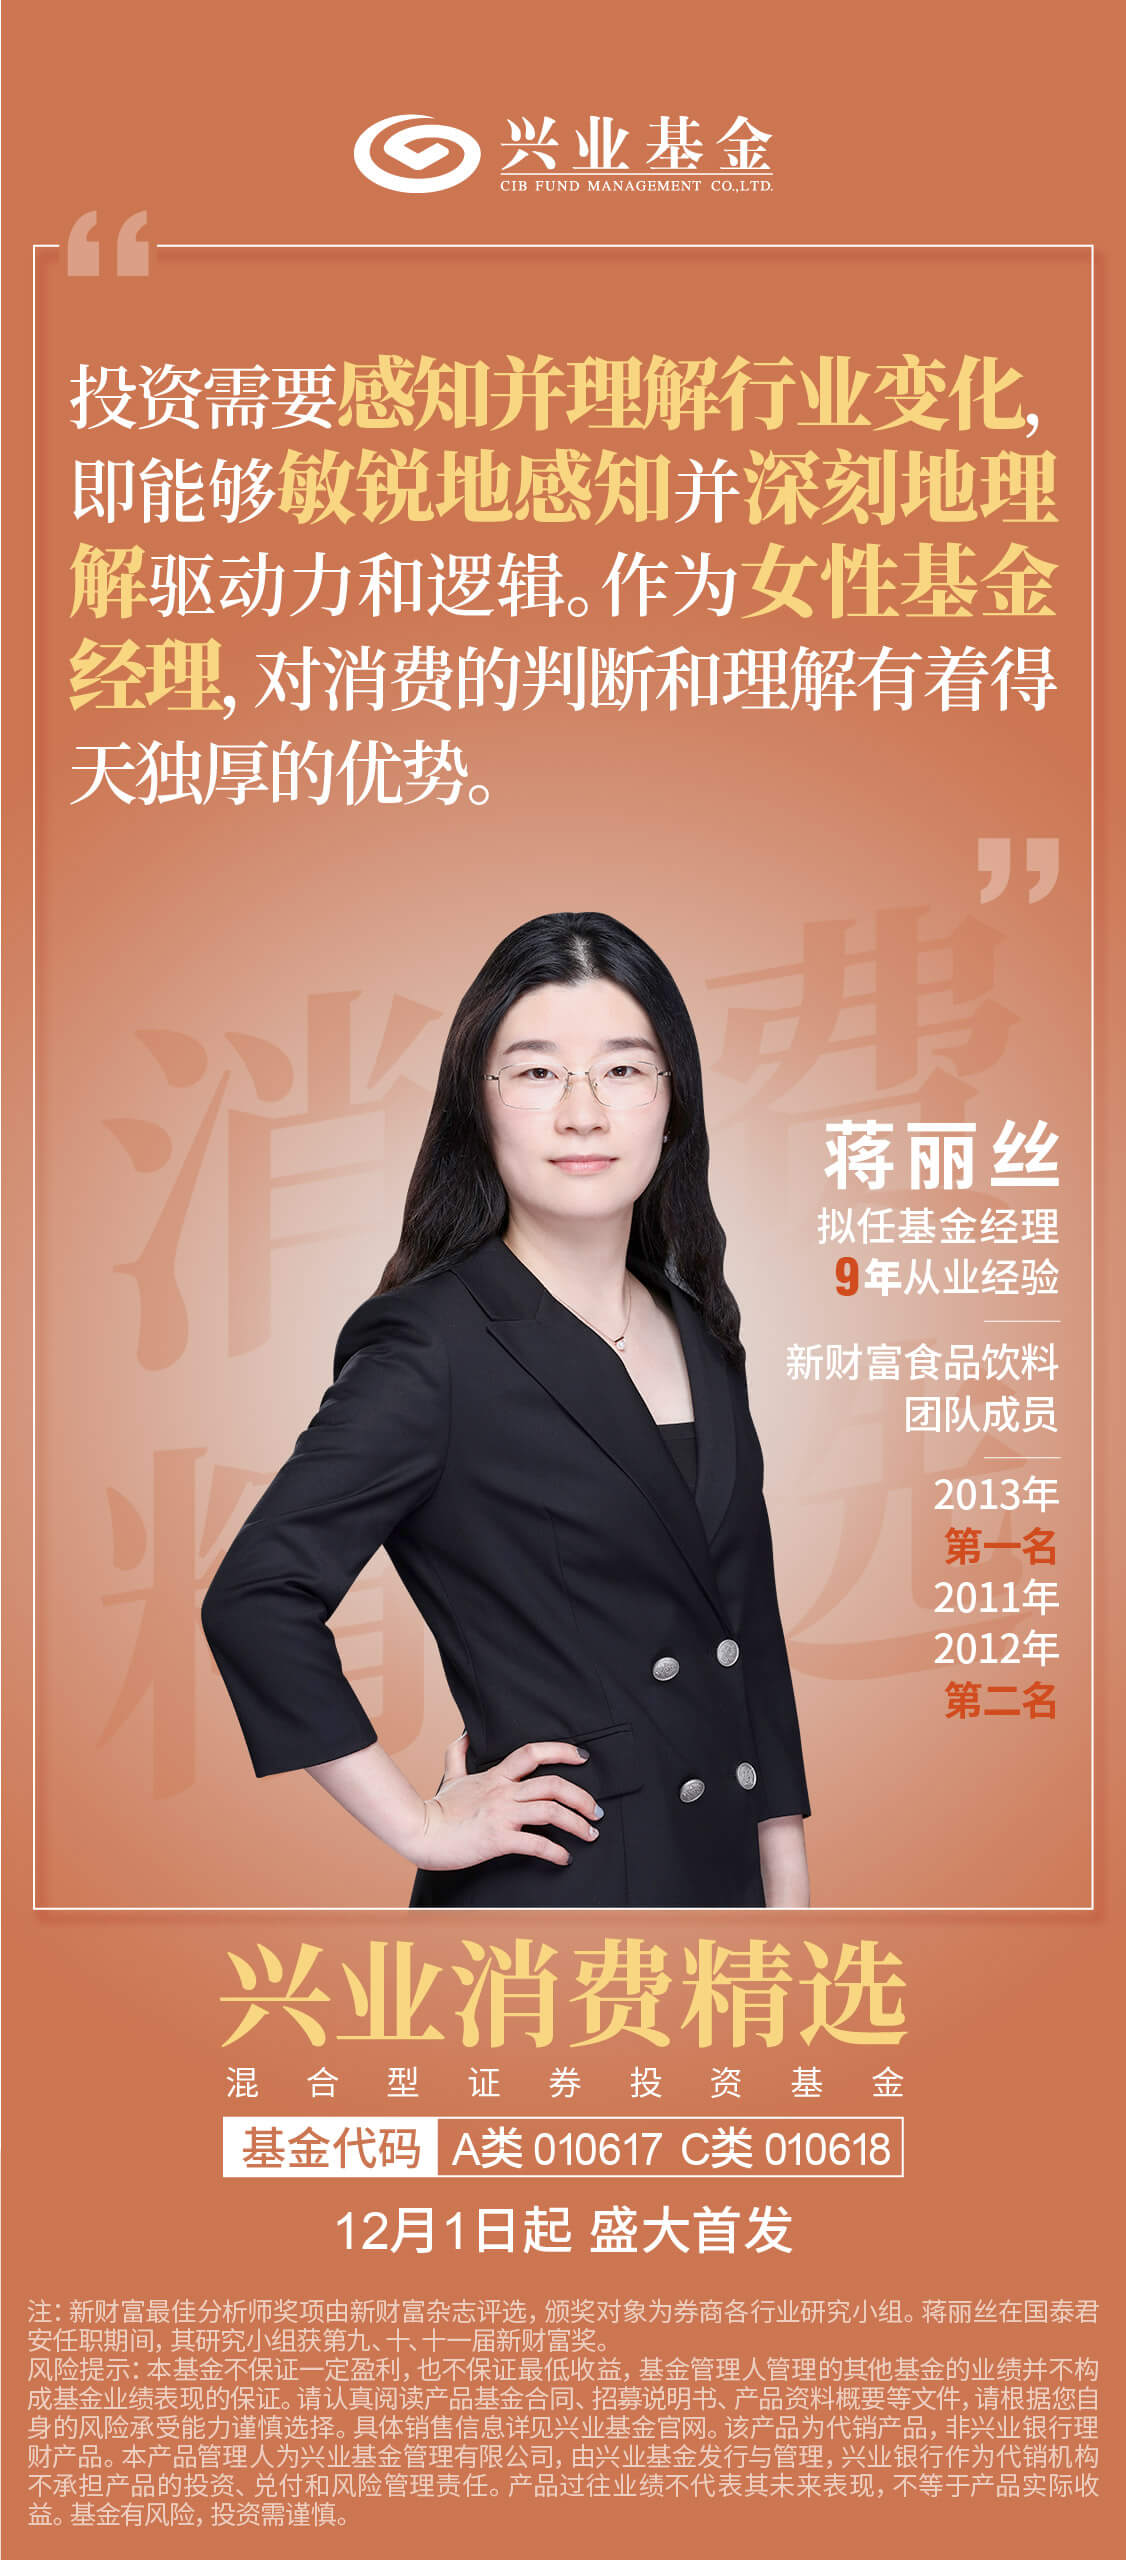 兴业基金
CIB FUND MANAGEMENT CO.,LTD.
投资需要感知并理解行业变化,
即能够敏锐地感知并深刻地理
解驱动力和逻辑。作为女性基金
经理,对消费的判断和理解有着得
天独厚的优势。
消费
精选
蒋丽丝
拟任基金经理
9年从业经验
新财富食品饮料
团队成员
2013年
第一名
2011年
2012年
第二名
兴业消费精选
混合型证券投资基金
基金代码 A类 010617 C类 010618
12月1日起 盛大首发
注:新财富最佳分析师奖项由新财富杂志评选,颁奖对象为券商各行业研究小组。蒋丽丝在国泰君
安任职期间,其研究小组获第九、十、十一届新财富奖。
风险提示:本基金不保证一定盈利,也不保证最低收益,基金管理人管理的其他基金的业绩并不构
成基金业绩表现的保证。请认真阅读产品基金合同、招募说明书、产品资料概要等文件,请根据您自
身的风险承受能力谨慎选择。具体销售信息详见兴业基金官网。该产品为代销产品,非兴业银行理
财产品。本产品管理人为兴业基金管理有限公司,由兴业基金发行与管理,兴业银行作为代销机构
不承担产品的投资、兑付和风险管理责任。产品过往业绩不代表其未来表现,不等于产品实际收
益。基金有风险,投资需谨慎。